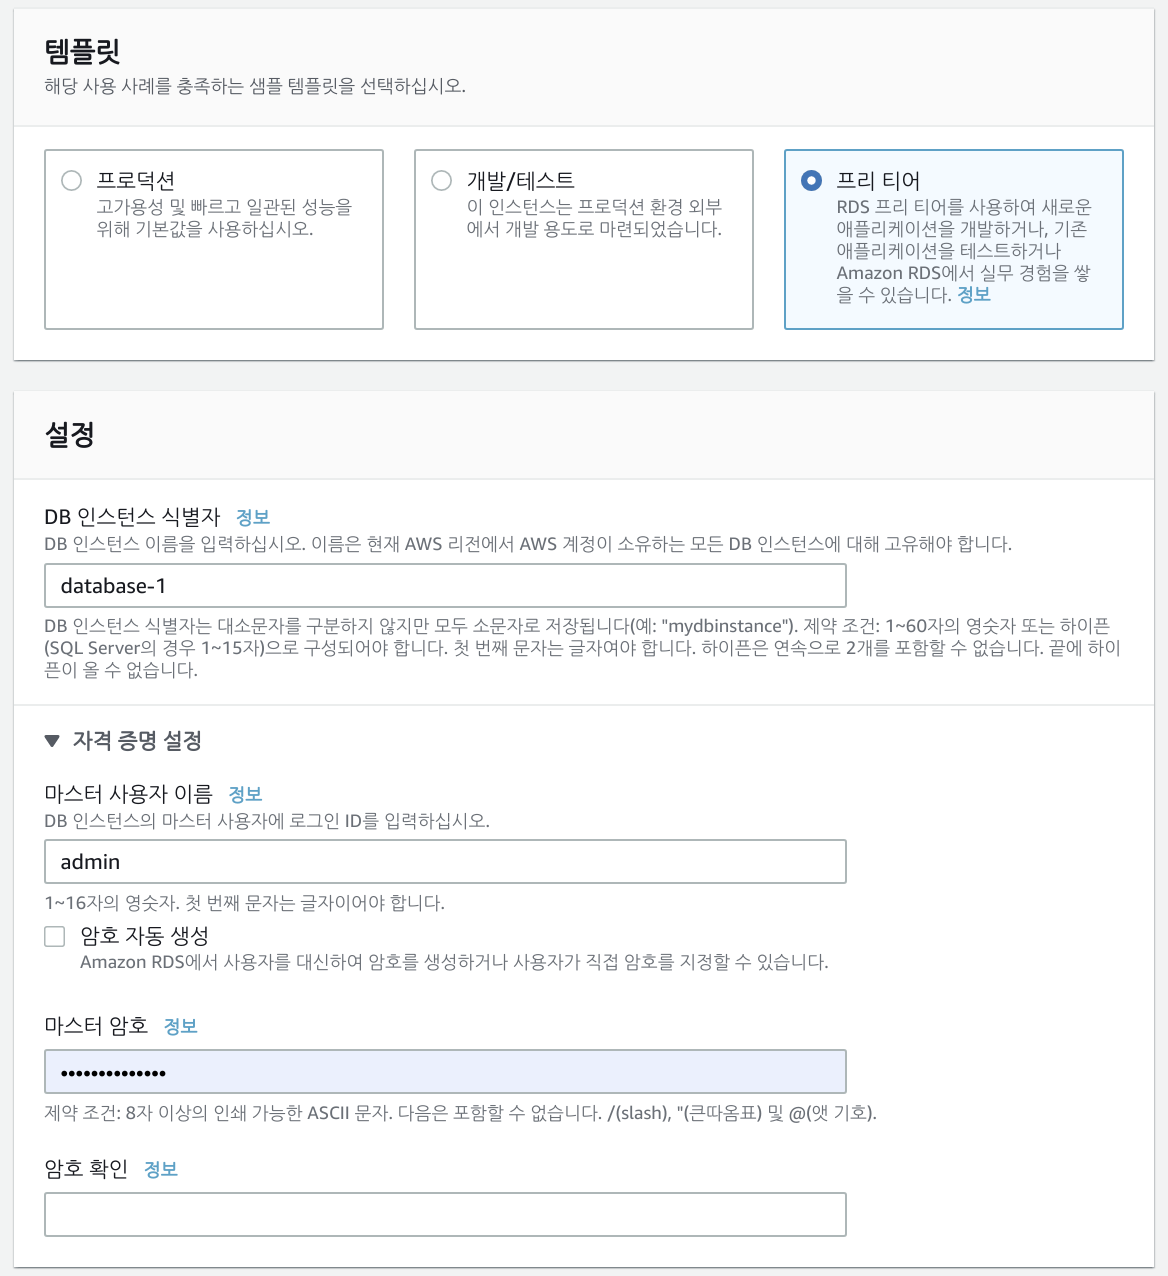 템플릿
해당 사용 사례를 충족하는 샘플 템플릿을 선택하십시오.
프로덕션
고가용성 및 빠르고 일관된 성능을
위해 기본값을 사용하십시오.
개발/테스트
이 인스턴스는 프로덕션 환경 외부
에서 개발 용도로 마련되었습니다.
프리 티어
RDS 프리 티어를 사용하여 새로운
애플리케이션을 개발하거나, 기존
애플리케이션을 테스트하거나
Amazon RDS에서 실무 경험을 쌓
을 수 있습니다. 정보
설정
DB 인스턴스 식별자 정보
DB 인스턴스 이름을 입력하십시오. 이름은 현재 AWS 리전에서 AWS 계정이 소유하는 모든 DB 인스턴스에 대해 고유해야 합니다.
database-1
DB 인스턴스 식별자는 대소문자를 구분하지 않지만 모두 소문자로 저장됩니다(예: "mydbinstance"). 제약 조건: 1~60자의 영숫자 또는 하이픈
(SQL Server의 경우 1~15자)으로 구성되어야 합니다. 첫 번째 문자는 글자여야 합니다. 하이픈은 연속으로 2개를 포함할 수 없습니다. 끝에 하이
픈이 올 수 없습니다.
▼ 자격 증명 설정
마스터 사용자 이름 정보
DB 인스턴스의 마스터 사용자에 로그인 ID를 입력하십시오.
admin
1~16자의 영숫자. 첫 번째 문자는 글자이어야 합니다.
암호 자동 생성
Amazon RDS에서 사용자를 대신하여 암호를 생성하거나 사용자가 직접 암호를 지정할 수 있습니다.
마스터 암호 정보
••••••••••••••
제약 조건: 8자 이상의 인쇄 가능한 ASCII 문자. 다음은 포함할 수 없습니다. /(slash), "(큰따옴표) 및 @(앳 기호).
암호 확인 정보